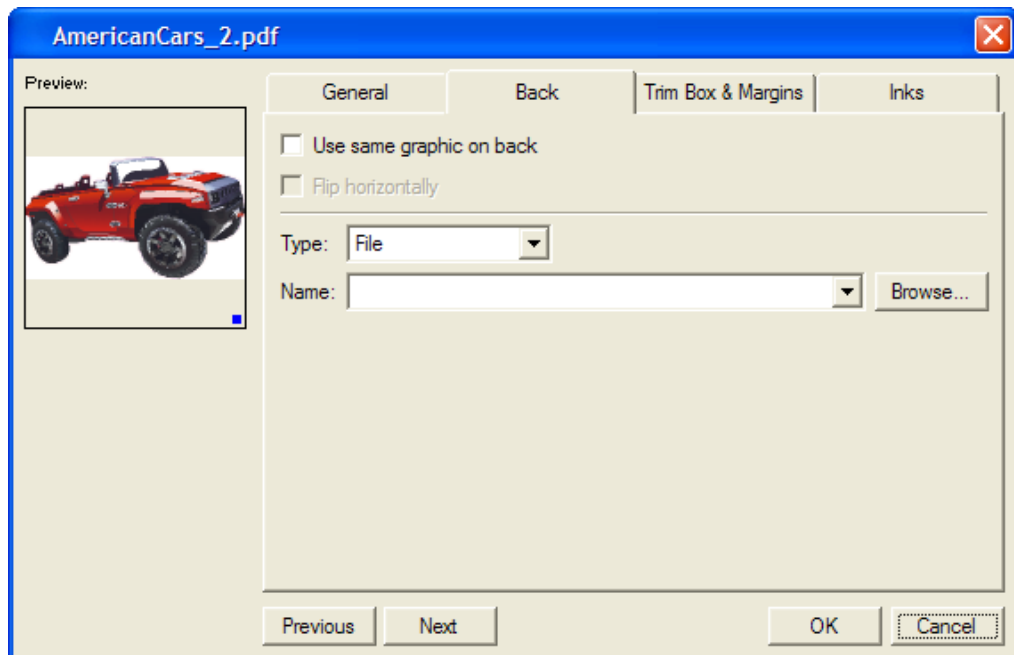 AmericanCars_2.pdf
Preview:
General Back Trim Box & Margins Inks
Use same graphic on back
Flip horizontally
Type: File
Name: Browse...
Previous Next OK Cancel